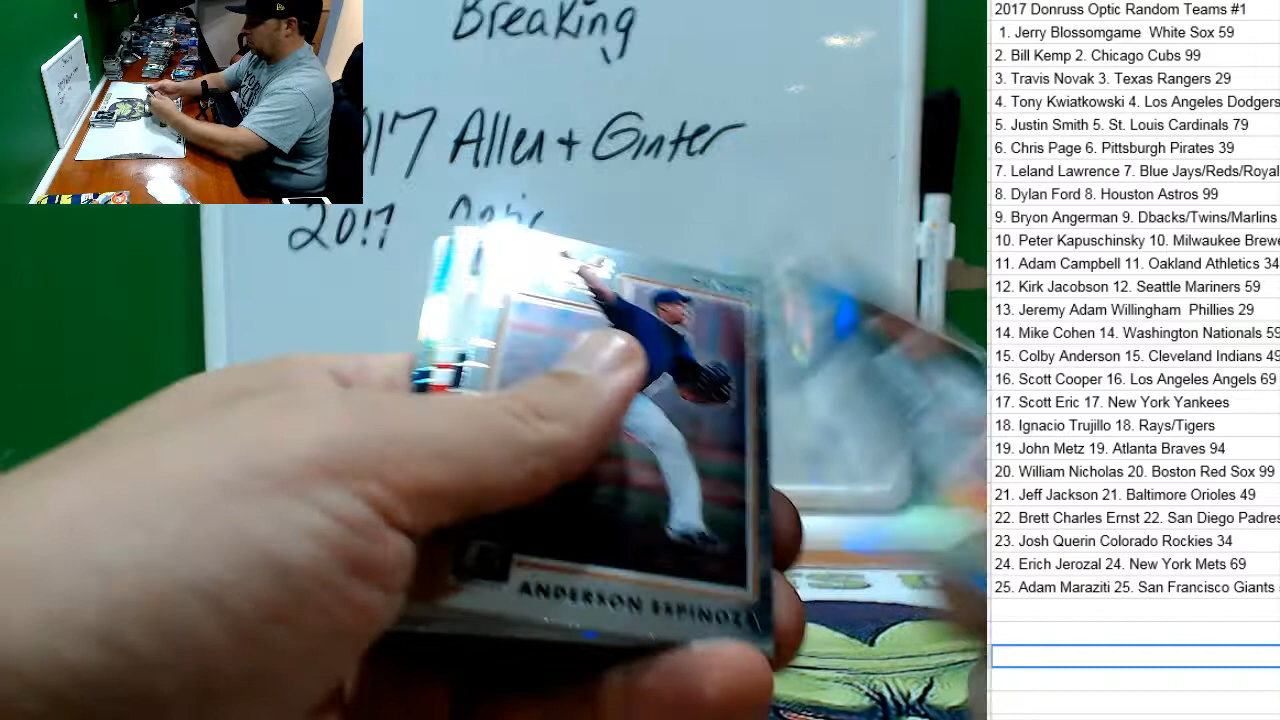 Breaking
2017 Allen + Ginter
2017 Optic
ANDERSON ESPINOZA
2017 Donruss Optic Random Teams #1
1. Jerry Blossomgame White Sox 59
2. Bill Kemp 2. Chicago Cubs 99
3. Travis Novak 3. Texas Rangers 29
4. Tony Kwiatkowski 4. Los Angeles Dodgers
5. Justin Smith 5. St. Louis Cardinals 79
6. Chris Page 6. Pittsburgh Pirates 39
7. Leland Lawrence 7. Blue Jays/Reds/Royal
8. Dylan Ford 8. Houston Astros 99
9. Bryon Angerman 9. Dbacks/Twins/Marlins
10. Peter Kapuschinsky 10. Milwaukee Brewe
11. Adam Campbell 11. Oakland Athletics 34
12. Kirk Jacobson 12. Seattle Mariners 59
13. Jeremy Adam Willingham Phillies 29
14. Mike Cohen 14. Washington Nationals 55
15. Colby Anderson 15. Cleveland Indians 49
16. Scott Cooper 16. Los Angeles Angels 69
17. Scott Eric 17. New York Yankees
18. Ignacio Trujillo 18. Rays/Tigers
19. John Metz 19. Atlanta Braves 94
20. William Nicholas 20. Boston Red Sox 99
21. Jeff Jackson 21. Baltimore Orioles 49
22. Brett Charles Ernst 22. San Diego Padres
23. Josh Querin Colorado Rockies 34
24. Erich Jerozal 24. New York Mets 69
25. Adam Maraziti 25. San Francisco Giants